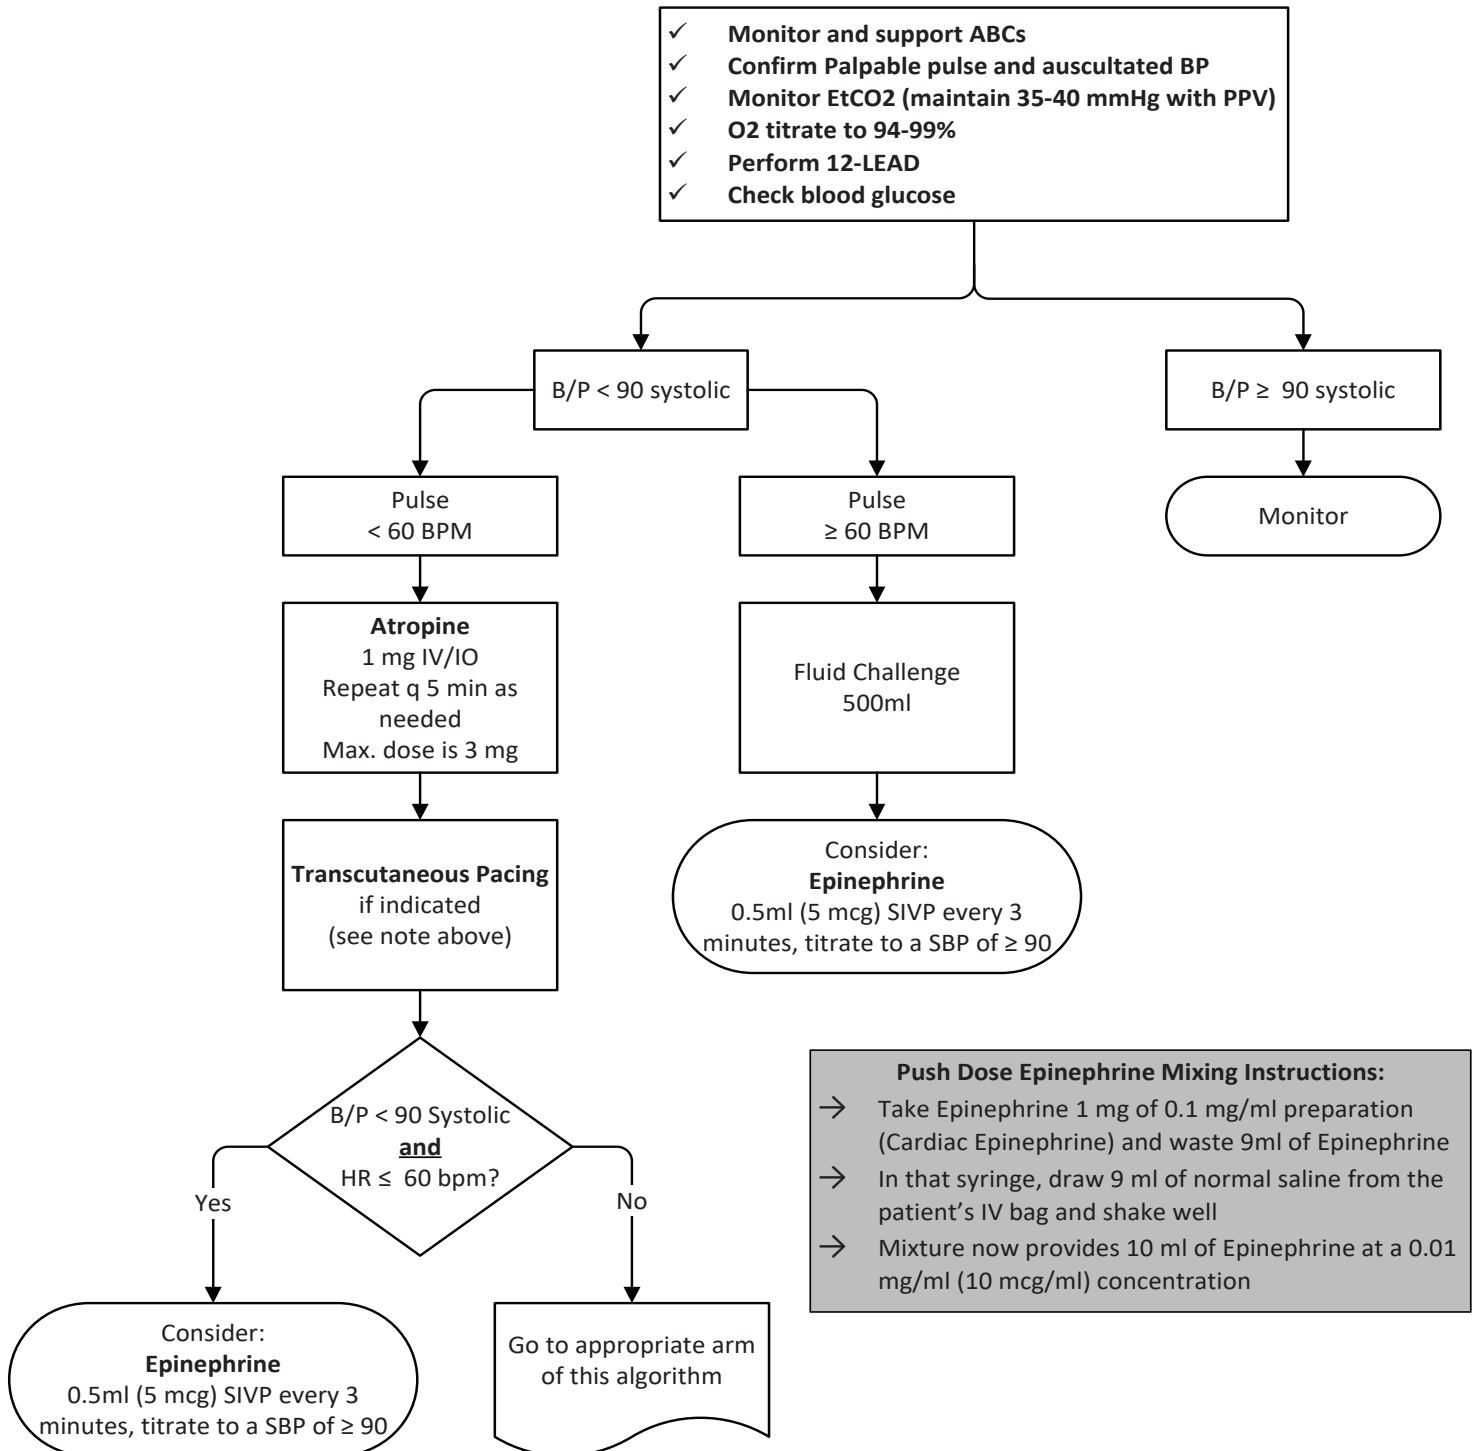 ✓ Monitor and support ABCs
✓ Confirm Palpable pulse and auscultated BP
✓ Monitor EtCO2 (maintain 35-40 mmHg with PPV)
✓ O2 titrate to 94-99%
✓ Perform 12-LEAD
✓ Check blood glucose
B/P < 90 systolic
B/P ≥ 90 systolic
Pulse
< 60 BPM
Pulse
≥ 60 BPM
Monitor
Atropine
1 mg IV/IO
Repeat q 5 min as
needed
Max. dose is 3 mg
Fluid Challenge
500ml
Transcutaneous Pacing
if indicated
(see note above)
Consider:
Epinephrine
0.5ml (5 mcg) SIVP every 3
minutes, titrate to a SBP of ≥ 90
B/P < 90 Systolic
and
HR ≤ 60 bpm?
Yes
No
Push Dose Epinephrine Mixing Instructions:
→ Take Epinephrine 1 mg of 0.1 mg/ml preparation
(Cardiac Epinephrine) and waste 9ml of Epinephrine
→ In that syringe, draw 9 ml of normal saline from the
patient’s IV bag and shake well
→ Mixture now provides 10 ml of Epinephrine at a 0.01
mg/ml (10 mcg/ml) concentration
Consider:
Epinephrine
0.5ml (5 mcg) SIVP every 3
minutes, titrate to a SBP of ≥ 90
Go to appropriate arm
of this algorithm